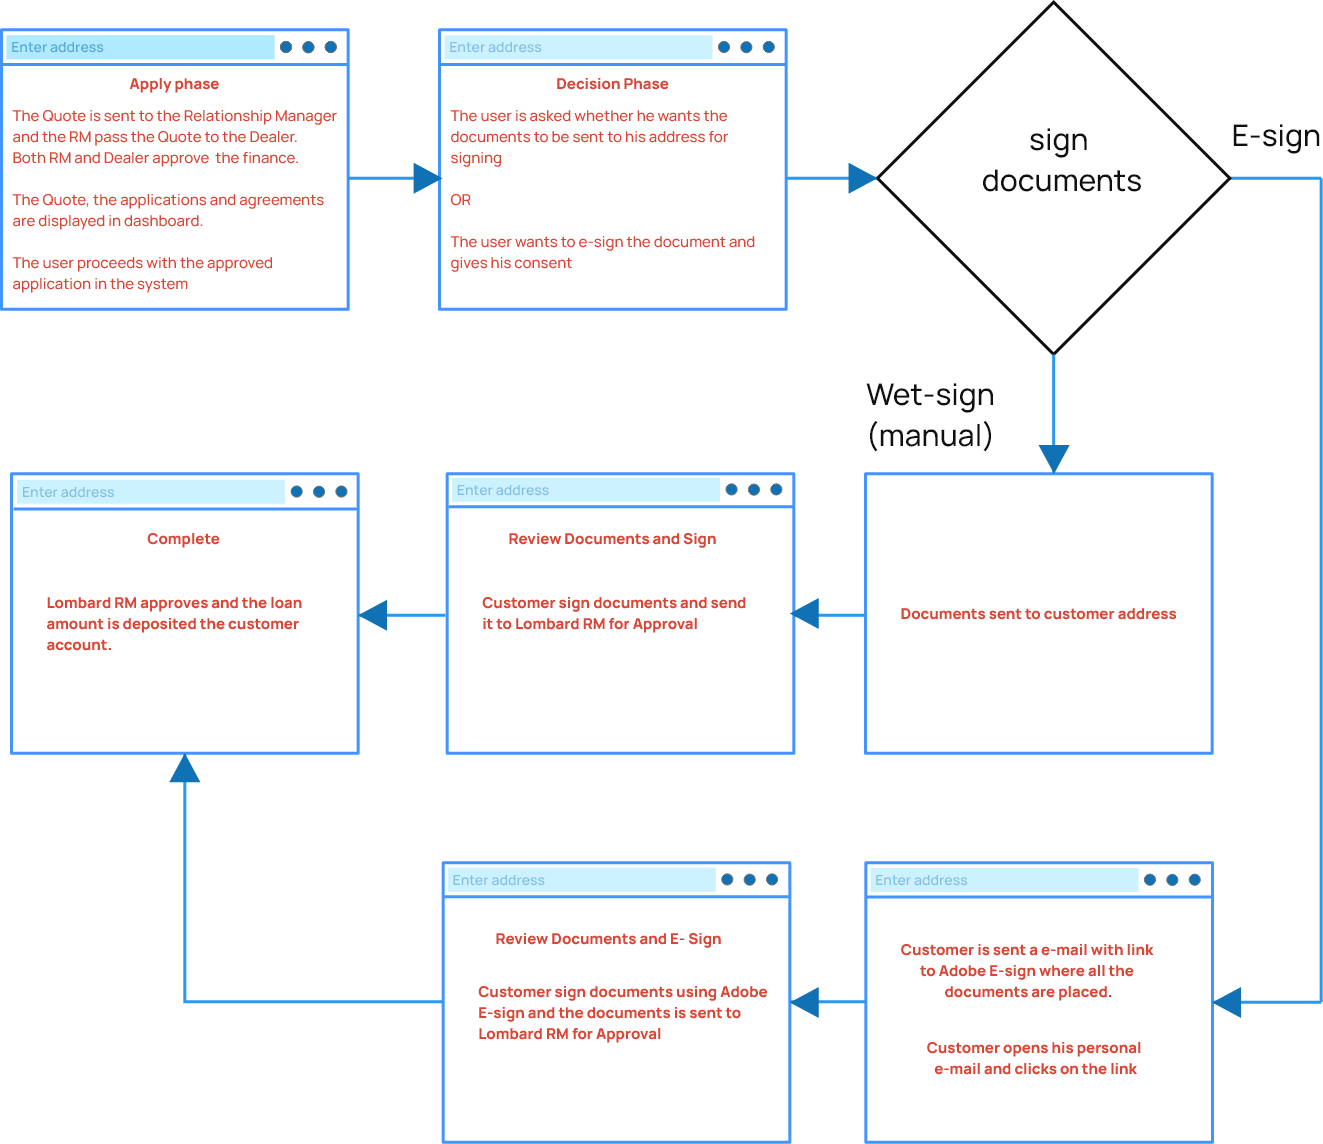 Enter address
Apply phase
The Quote is sent to the Relationship Manager
and the RM pass the Quote to the Dealer.
Both RM and Dealer approve  the finance.
The Quote, the applications and agreements
are displayed in dashboard.
The user proceeds with the approved
application in the system
Enter address
Decision Phase
The user is asked whether he wants the
documents to be sent to his address for
signing
OR
The user wants to e-sign the document and
gives his consent
sign
documents
E-sign
Wet-sign
(manual)
Enter address
Complete
Lombard RM approves and the loan
amount is deposited the customer
account.
Enter address
Review Documents and Sign
Customer sign documents and send
it to Lombard RM for Approval
Documents sent to customer address
Enter address
Review Documents and E- Sign
Customer sign documents using Adobe
E-sign and the documents is sent to
Lombard RM for Approval
Enter address
Customer is sent a e-mail with link
to Adobe E-sign where all the
documents are placed.
Customer opens his personal
e-mail and clicks on the link